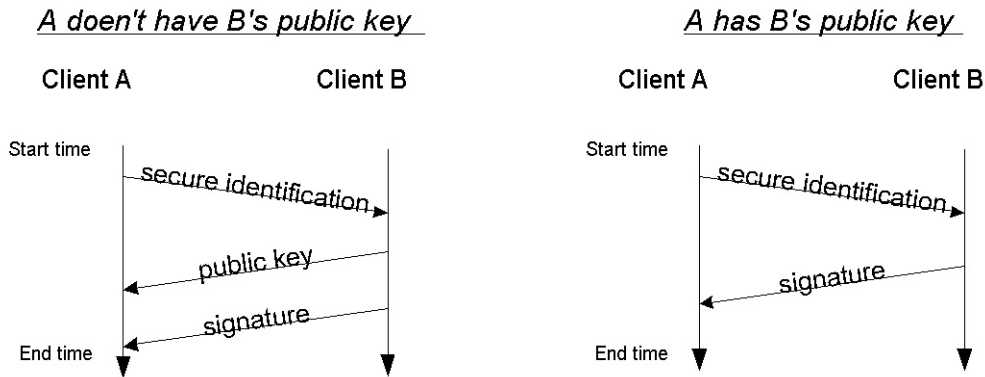 A doen't have B's public key
Client A
Client B
Start time
secure identification
public key
signature
End time
A has B's public key
Client A
Client B
Start time
secure identification
signature
End time